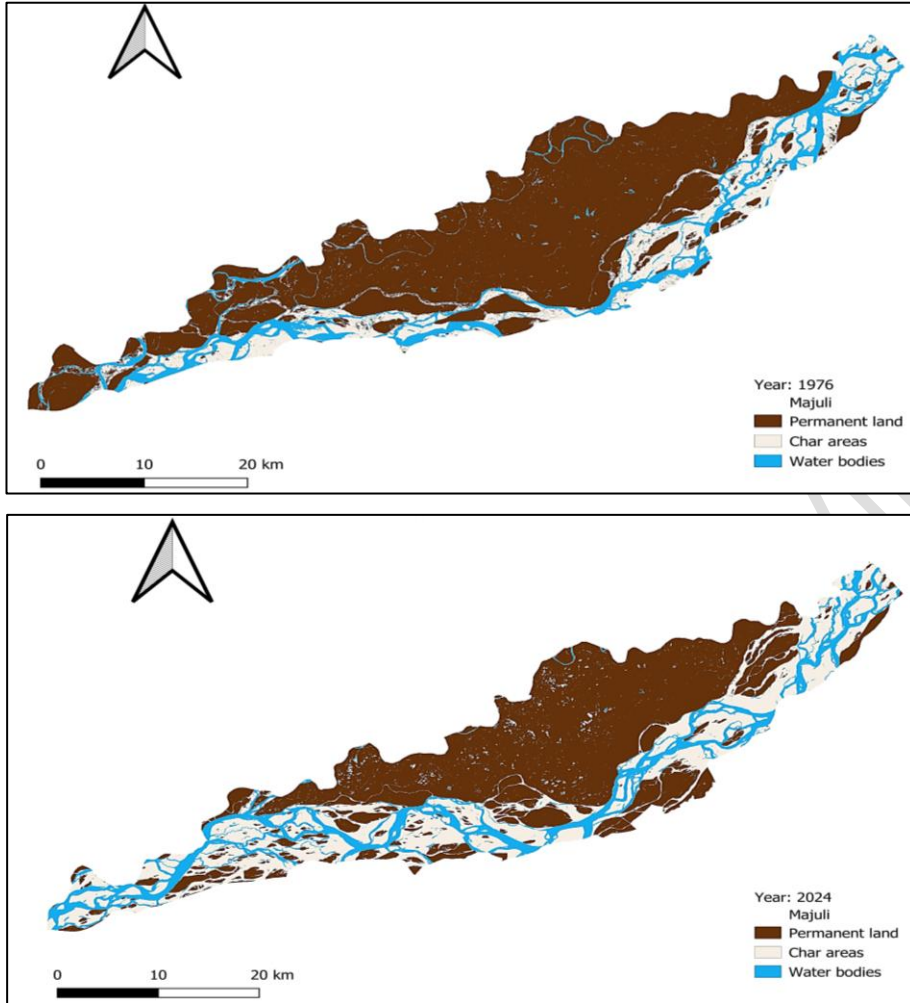 Year: 1976
Majuli
Permanent land
Char areas
Water bodies
0 10 20 km
Year: 2024
Majuli
Permanent land
Char areas
Water bodies
0 10 20 km